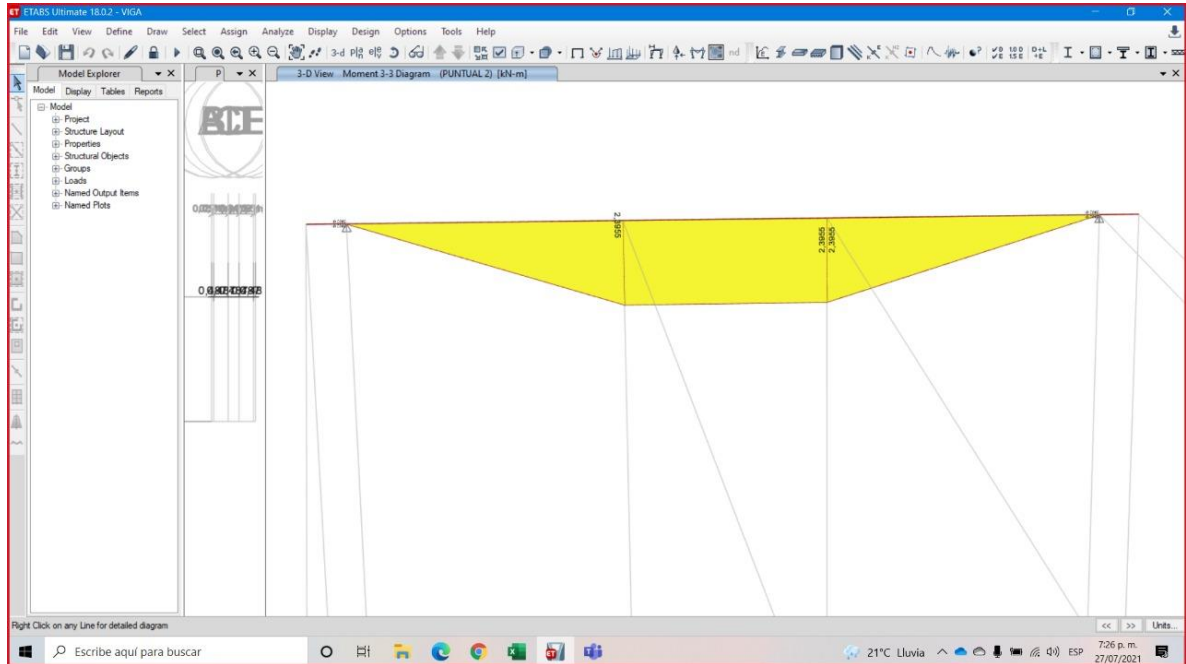 ETABS Ultimate 18.0.2 - VIGA
File Edit View Define Draw Select Assign Analyze Display Design Options Tools Help
3-d nd
Model Explorer
P
3-D View Moment 3-3 Diagram (PUNTUAL 2) [kN-m]
Model Display Tables Reports
Model
Project
Structure Layout
Properties
Structural Objects
Groups
Loads
Named Output Items
Named Plots
2,3955
2,3955
2,3955
Right Click on any Line for detailed diagram
<< >> Units...
Escribe aquí para buscar
21°C Lluvia
ESP
7:26 p. m.
27/07/2021